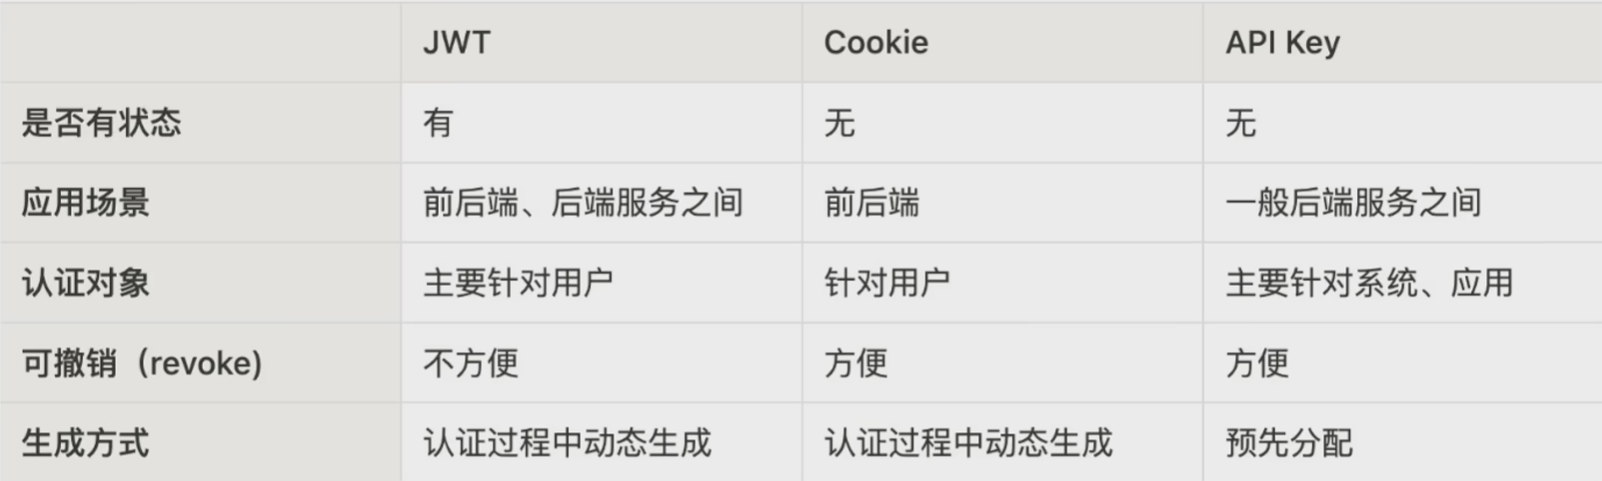 JWT Cookie API Key
是否有状态 有 无 无
应用场景 前后端、后端服务之间 前后端 一般后端服务之间
认证对象 主要针对用户 针对用户 主要针对系统、应用
可撤销（revoke) 不方便 方便 方便
生成方式 认证过程中动态生成 认证过程中动态生成 预先分配